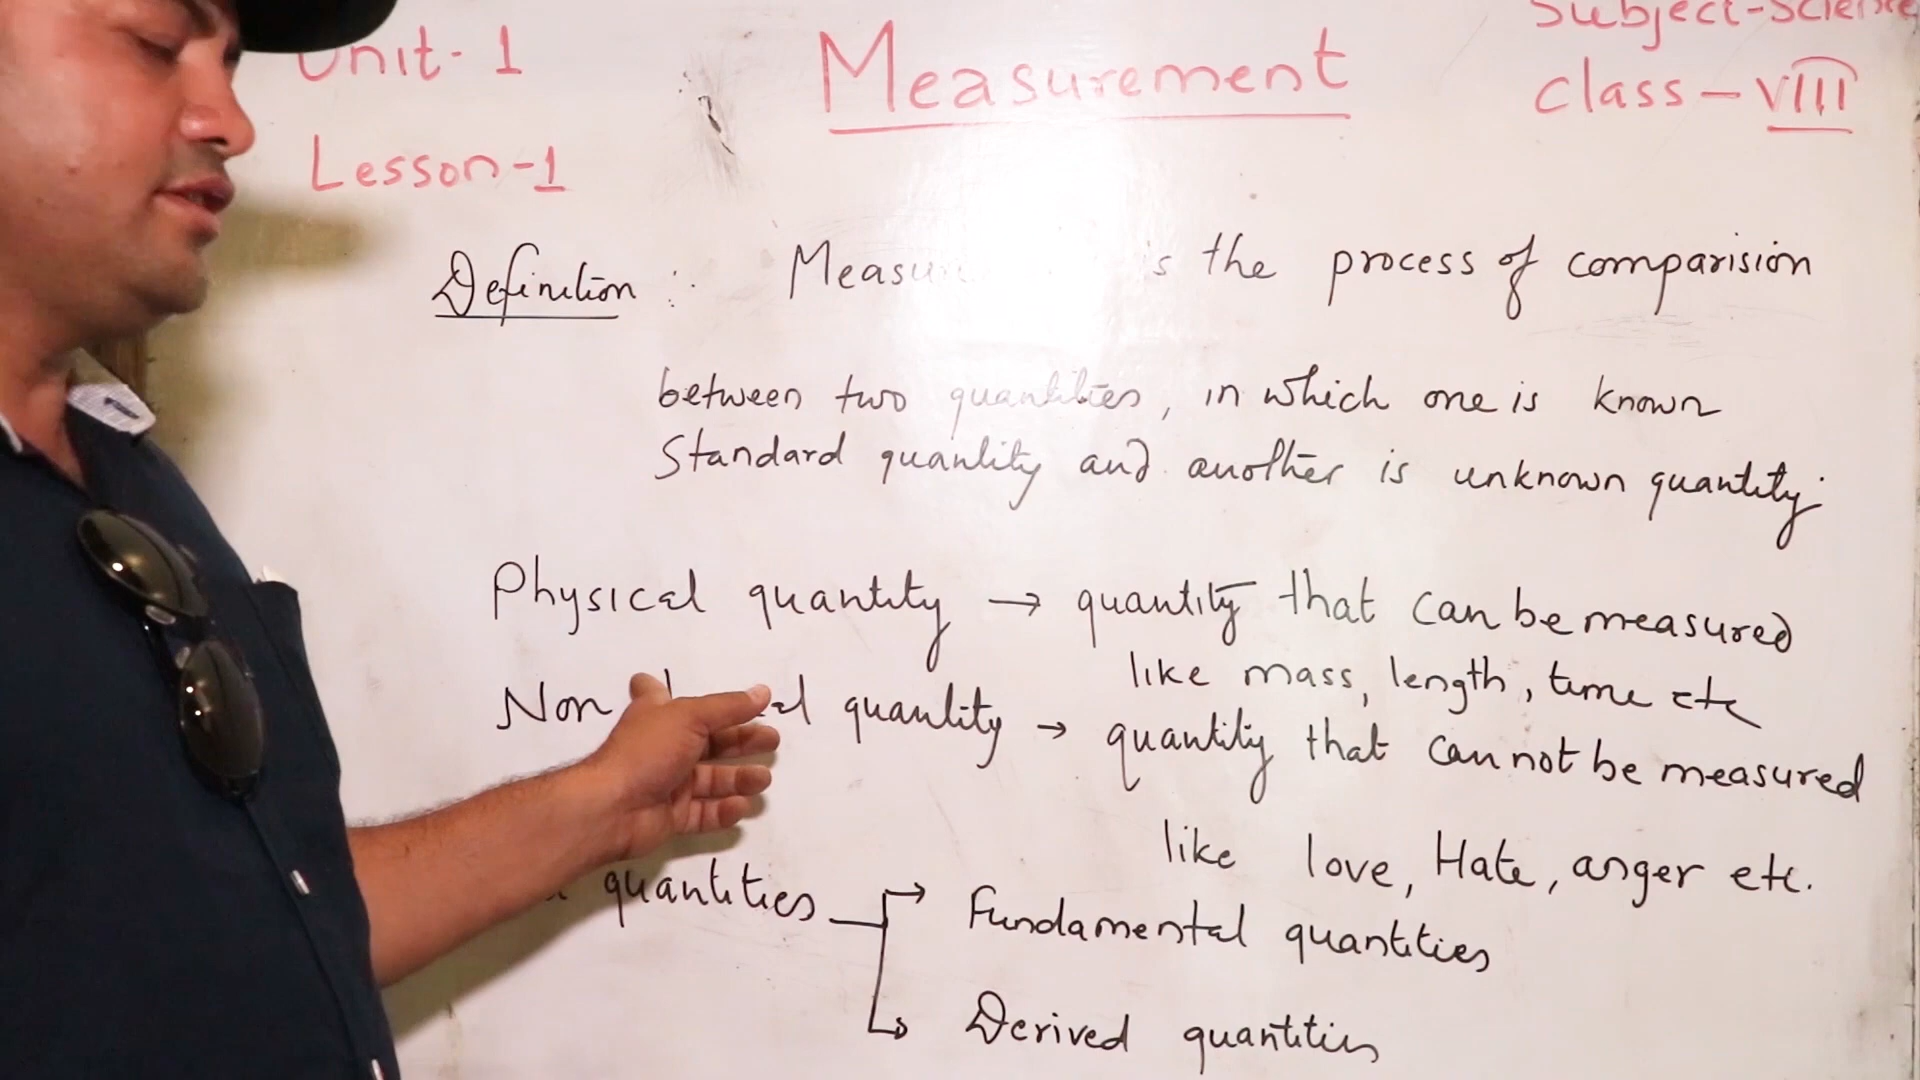 Unit-1
Measurement
Subject-Science
Class-VIII
Lesson-1
Definition: is the process of comparision
between two quantities, in which one is known
Standard quantity and another is unknown quantity.
Physical quantity → quantity that can be measured
like mass, length, time etc
Non quantity → quantity that cannot be measured
like love, Hate, anger etc.
quantities
Fundamental quantities
Derived quantities